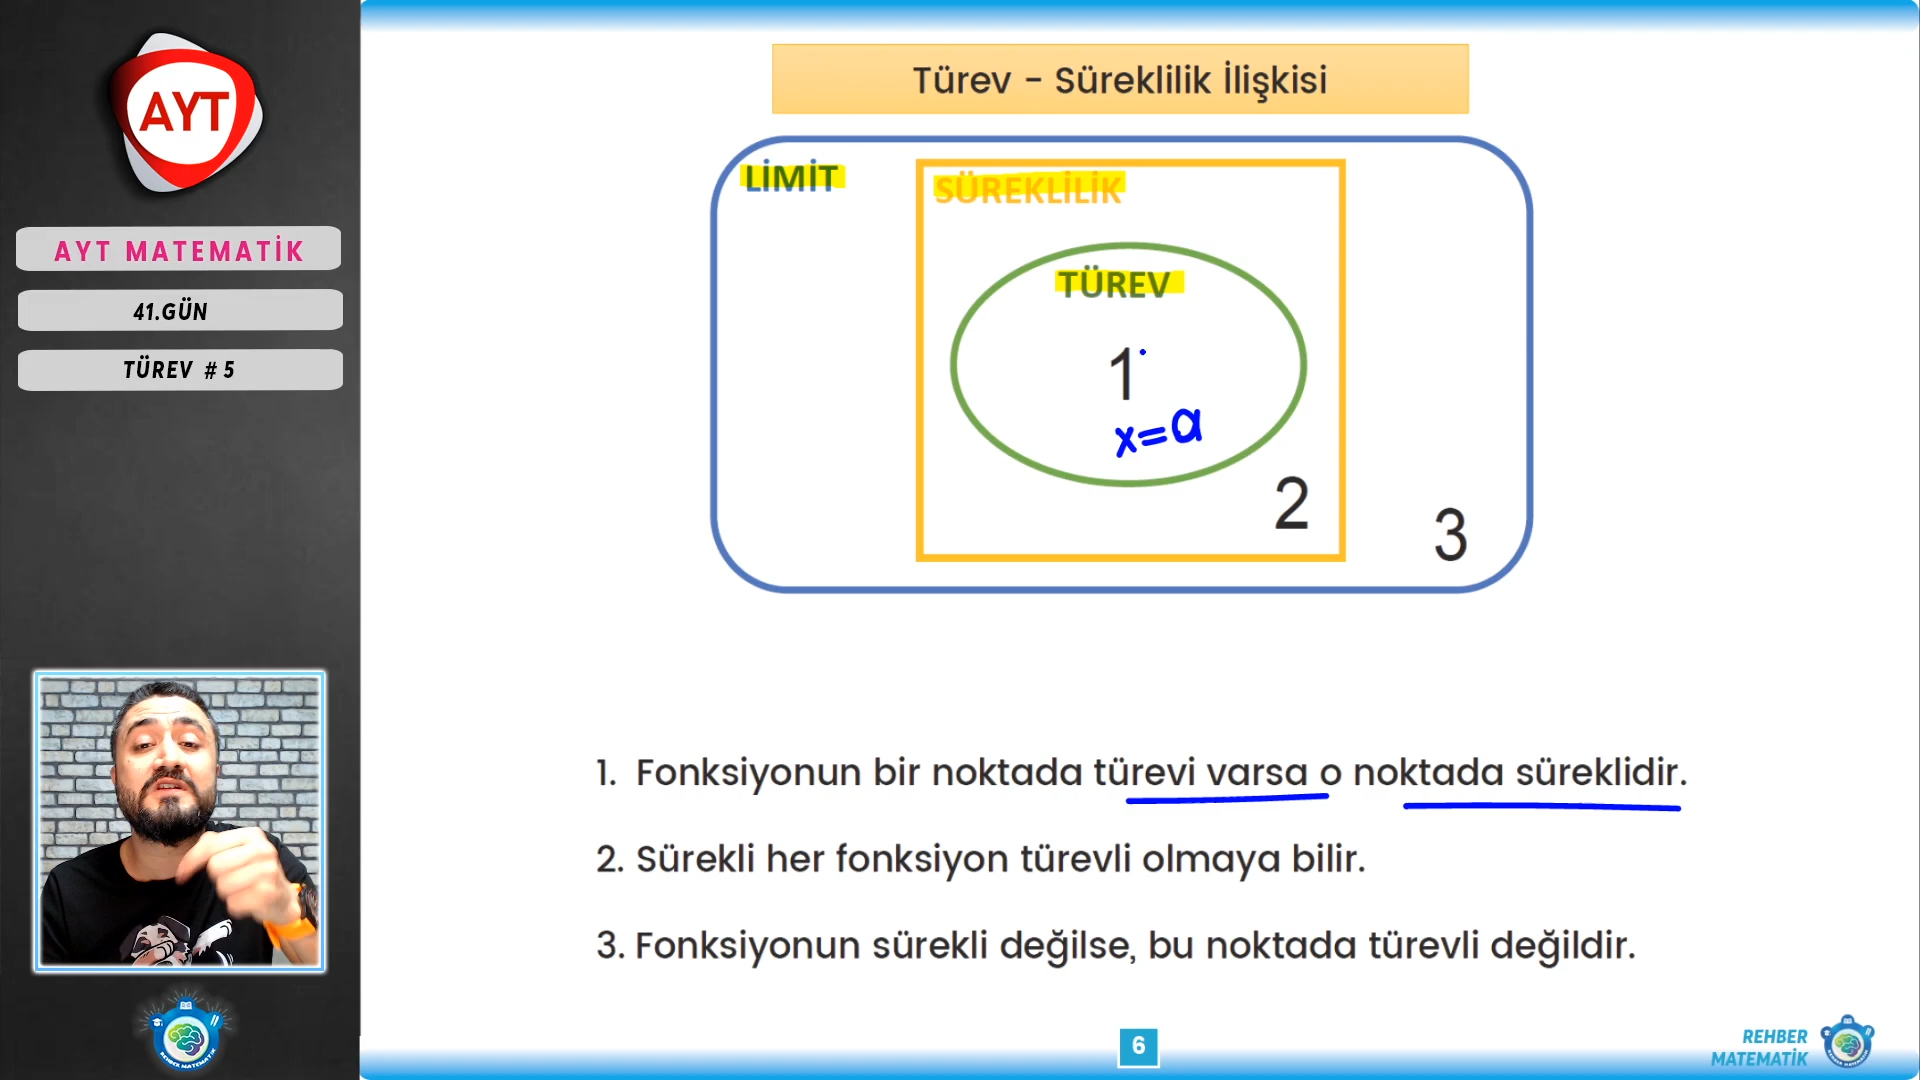 AYT
AYT MATEMATİK
41.GÜN
TÜREV # 5
Türev - Süreklilik İlişkisi
LİMİT
SÜREKLİLİK
TÜREV
1
x=a
2
3
1. Fonksiyonun bir noktada türevi varsa o noktada süreklidir.
2. Sürekli her fonksiyon türevli olmaya bilir.
3. Fonksiyonun sürekli değilse, bu noktada türevli değildir.
6
REHBER
MATEMATİK